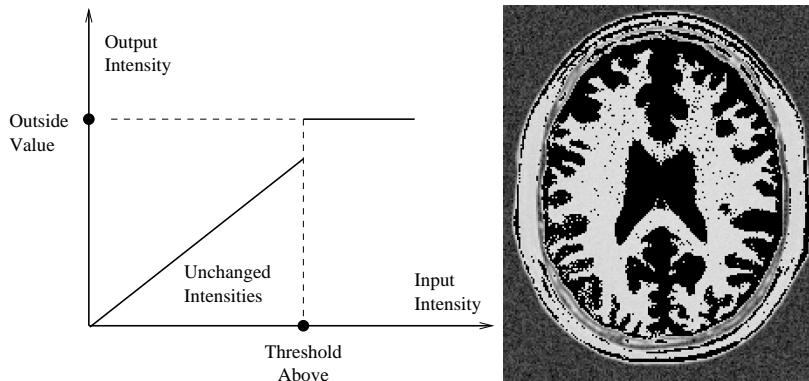 Output
Intensity
Outside
Value
Unchanged
Intensities
Input
Intensity
Threshold
Above